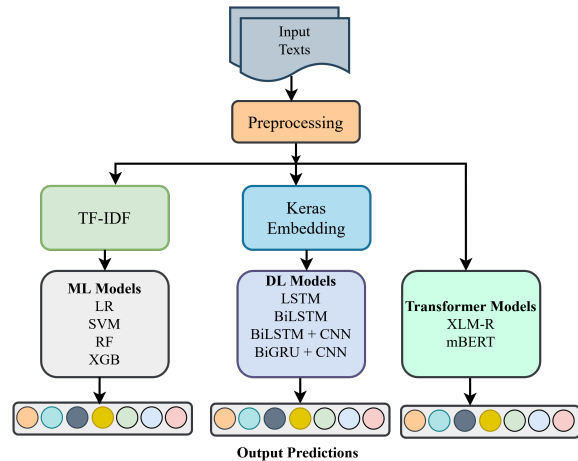 Input
Texts
Preprocessing
TF-IDF
Keras
Embedding
ML Models
LR
SVM
RF
XGB
DL Models
LSTM
BiLSTM
BiLSTM + CNN
BiGRU + CNN
Transformer Models
XLM-R
mBERT
Output Predictions